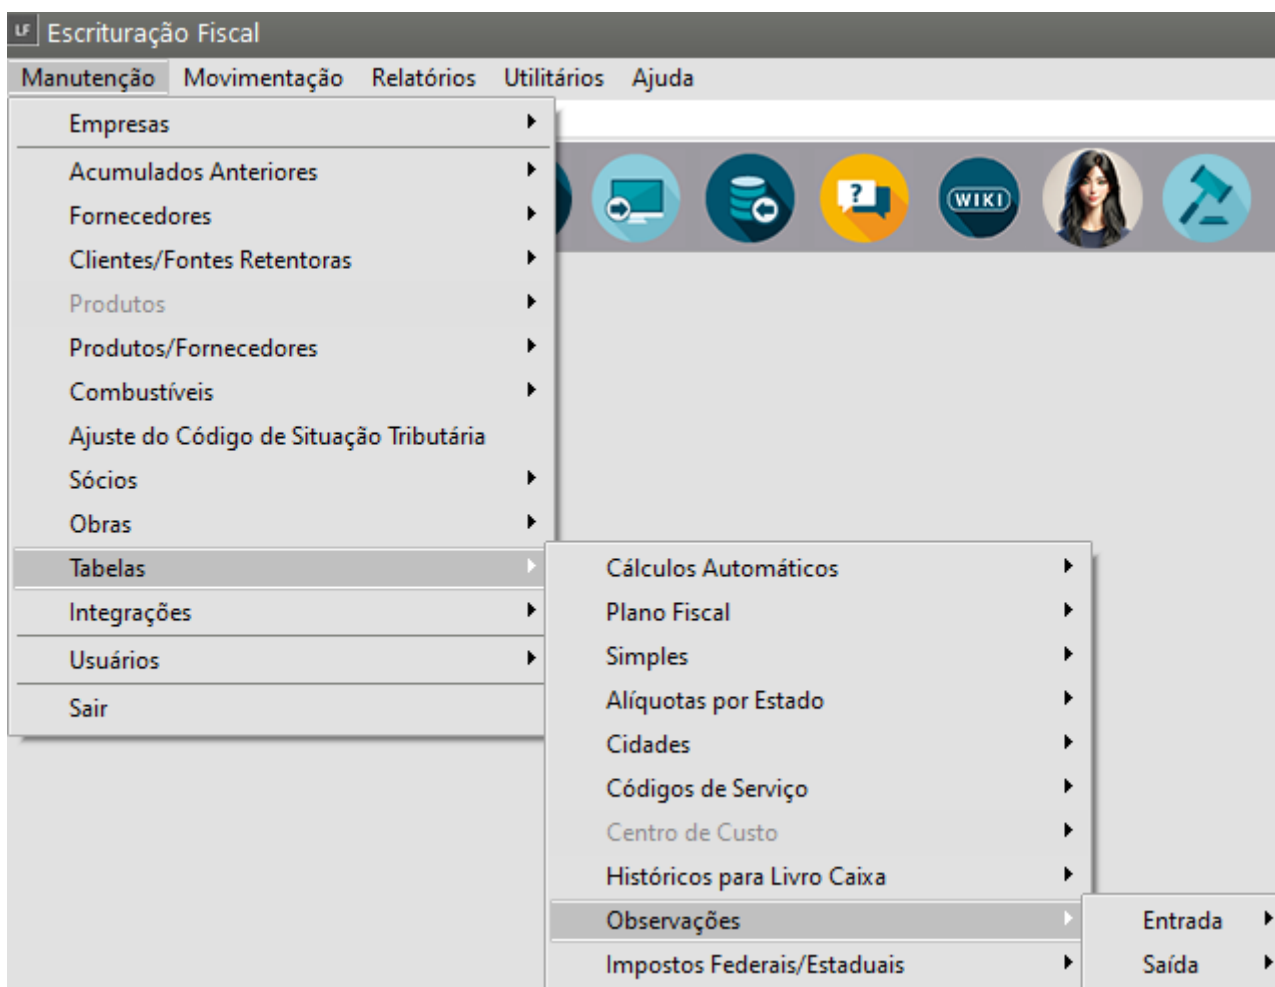 LF Escrituração Fiscal
Manutenção Movimentação Relatórios Utilitários Ajuda
Empresas
Acumulados Anteriores
Fornecedores
Clientes/Fontes Retentoras
Produtos
Produtos/Fornecedores
Combustíveis
Ajuste do Código de Situação Tributária
Sócios
Obras
Tabelas
Integrações
Usuários
Sair
? WIKI
Cálculos Automáticos
Plano Fiscal
Simples
Alíquotas por Estado
Cidades
Códigos de Serviço
Centro de Custo
Históricos para Livro Caixa
Observações
Impostos Federais/Estaduais
Entrada
Saída